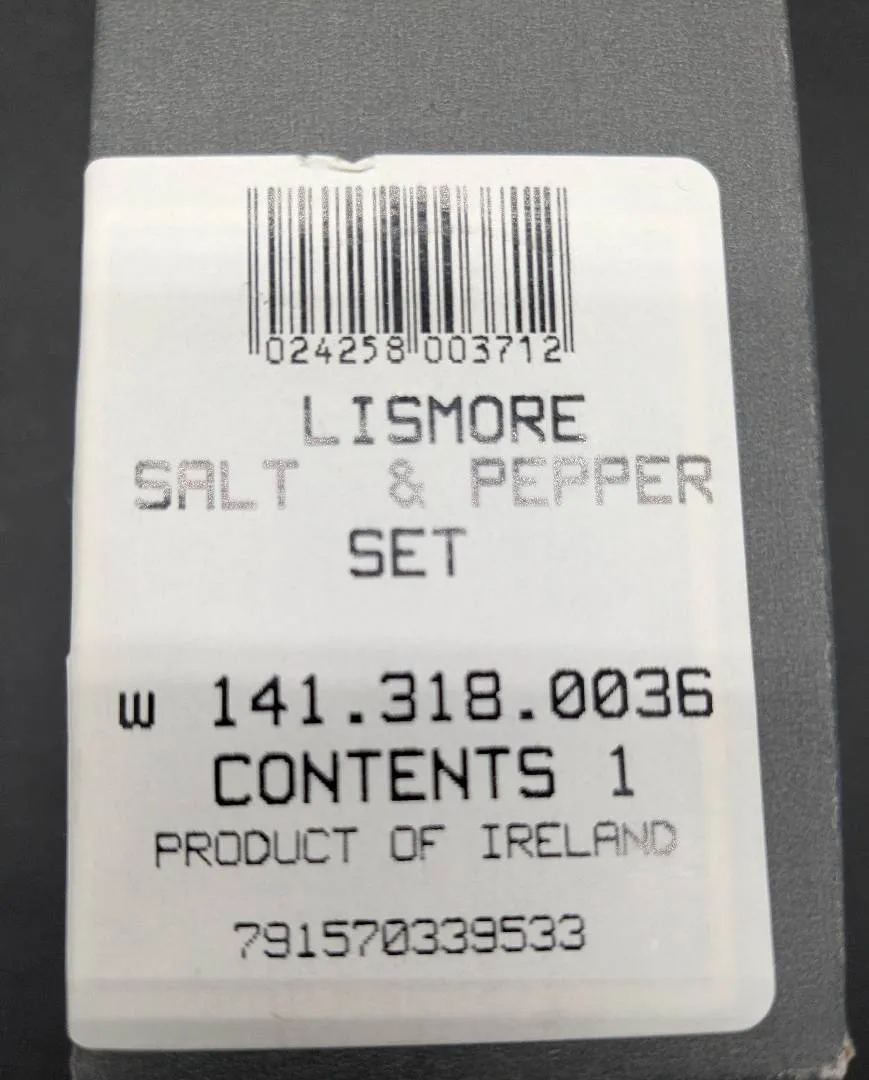 024258 003712
LISMORE
SALT & PEPPER
SET
W 141.318.0036
CONTENTS 1
PRODUCT OF IRELAND
791570339533